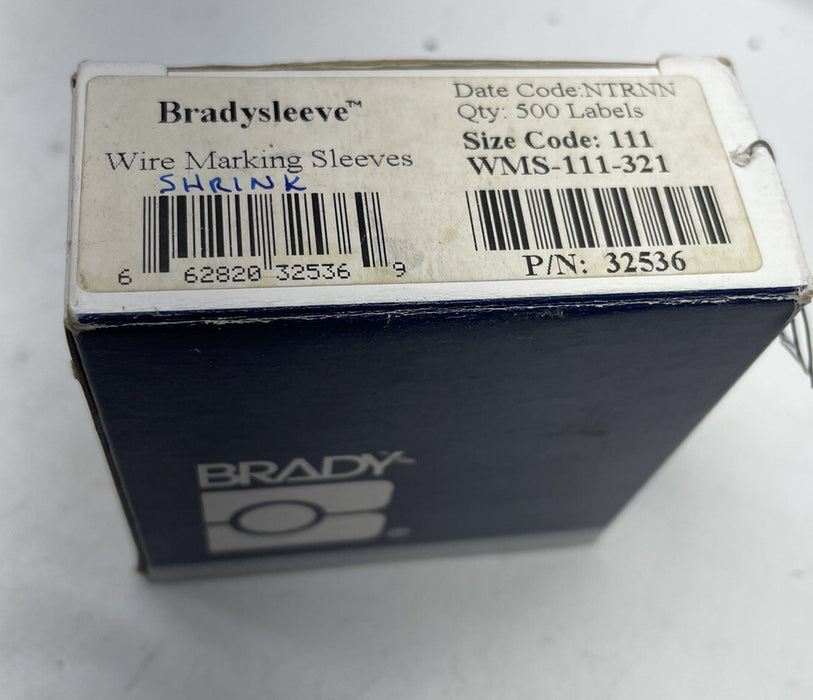 Bradysleeve™
Wire Marking Sleeves
SHRINK
6 62820 32536 9
Date Code:NTRNN
Qty: 500 Labels
Size Code: 111
WMS-111-321
P/N: 32536
BRADY